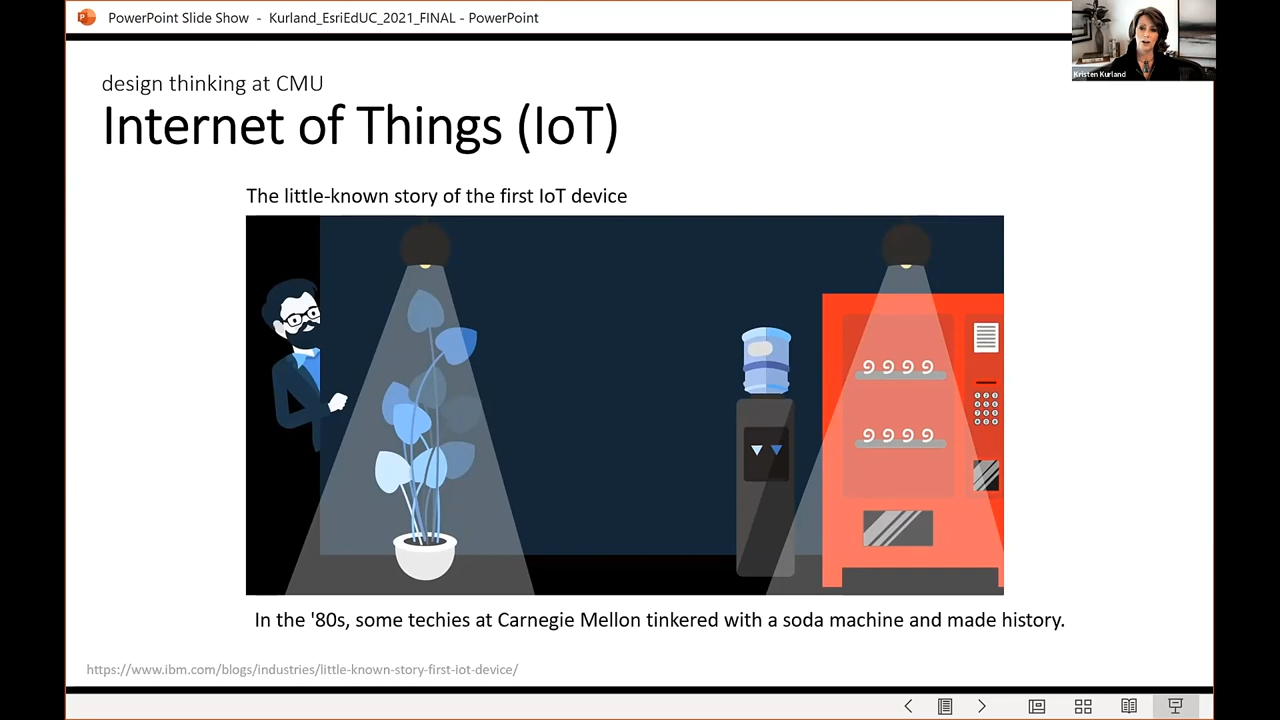 PowerPoint Slide Show - Kurland_EsriEdUC_2021_FINAL - PowerPoint
Kristen Kurland
design thinking at CMU
Internet of Things (IoT)
The little-known story of the first IoT device
In the '80s, some techies at Carnegie Mellon tinkered with a soda machine and made history.
https://www.ibm.com/blogs/industries/little-known-story-first-iot-device/